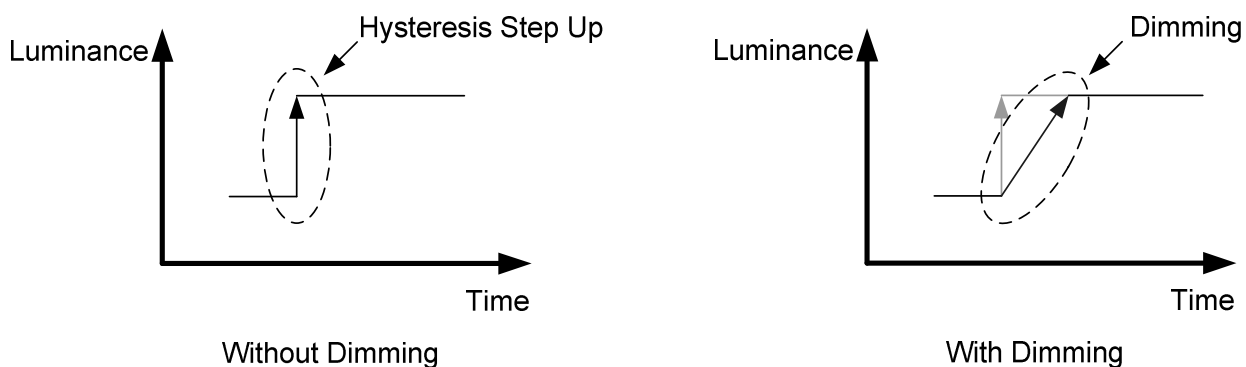 Hysteresis Step Up
Luminance
Time
Without Dimming
Dimming
Luminance
Time
With Dimming